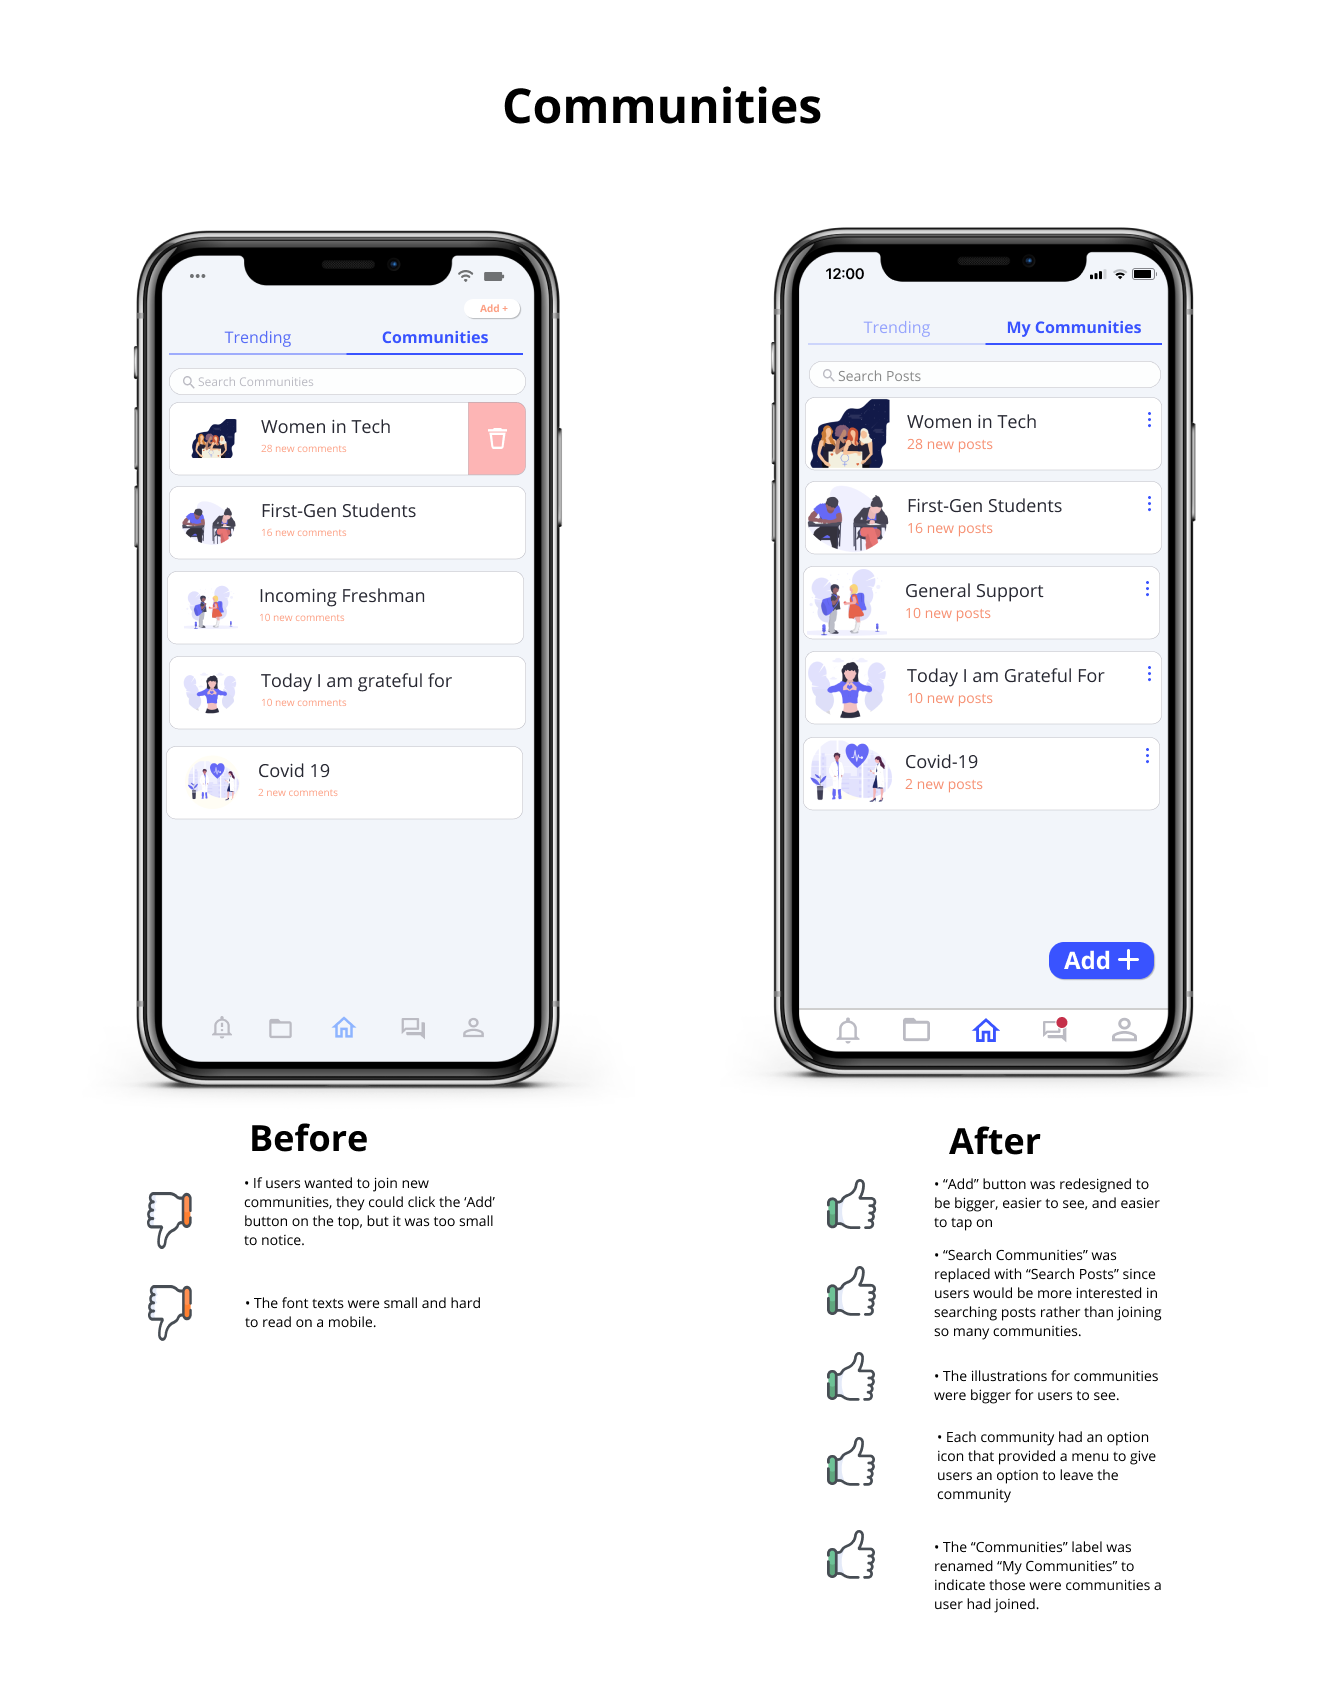 Communities
Add +
Trending
Communities
Search Communities
Women in Tech
28 new comments
First-Gen Students
16 new comments
Incoming Freshman
10 new comments
Today I am grateful for
10 new comments
Covid 19
2 new comments
12:00
Trending
My Communities
Search Posts
Women in Tech
28 new posts
First-Gen Students
16 new posts
General Support
10 new posts
Today I am Grateful For
10 new posts
Covid-19
2 new posts
Add +
Before
• If users wanted to join new
communities, they could click the ‘Add’
button on the top, but it was too small
to notice.
• The font texts were small and hard
to read on a mobile.
After
• “Add” button was redesigned to
be bigger, easier to see, and easier
to tap on
• “Search Communities” was
replaced with “Search Posts” since
users would be more interested in
searching posts rather than joining
so many communities.
• The illustrations for communities
were bigger for users to see.
• Each community had an option
icon that provided a menu to give
users an option to leave the
community
• The “Communities” label was
renamed “My Communities” to
indicate those were communities a
user had joined.